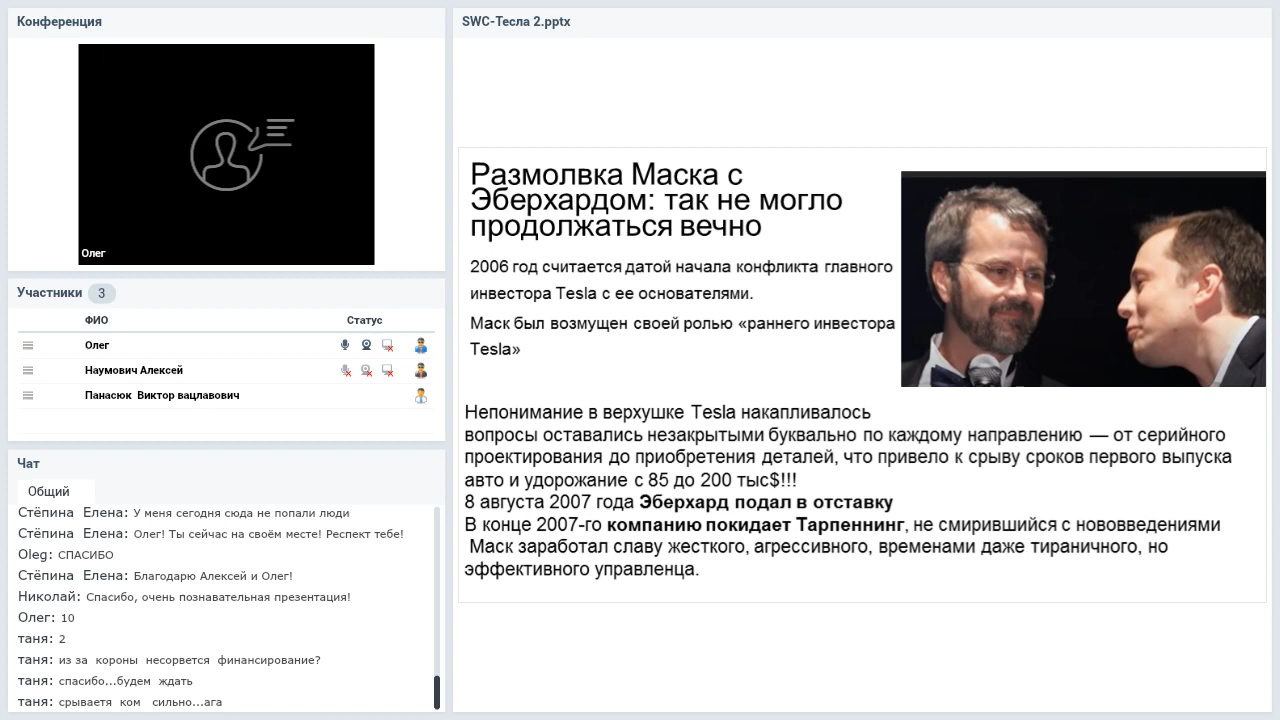 Конференция
Олег
Участники 3
ФИО Статус
Олег
Наумович Алексей
Панасюк Виктор вацлавович
Чат
Общий
Стёпина Елена: У меня сегодня сюда не попали люди
Стёпина Елена: Олег! Ты сейчас на своём месте! Респект тебе!
Oleg: СПАСИБО
Стёпина Елена: Благодарю Алексей и Олег!
Николай: Спасибо, очень познавательная презентация!
Олег: 10
таня: 2
таня: из за короны несорвется финансирование?
таня: спасибо...будем ждать
таня: срываетя ком сильно...ага
SWC-Тесла 2.pptx
Размолвка Маска с
Эберхардом: так не могло
продолжаться вечно
2006 год считается датой начала конфликта главного
инвестора Tesla с ее основателями.
Маск был возмущен своей ролью «раннего инвестора
Tesla»
Непонимание в верхушке Tesla накапливалось
вопросы оставались незакрытыми буквально по каждому направлению — от серийного
проектирования до приобретения деталей, что привело к срыву сроков первого выпуска
авто и удорожание с 85 до 200 тыс$!!!
8 августа 2007 года Эберхард подал в отставку
В конце 2007-го компанию покидает Тарпеннинг, не смирившийся с нововведениями
Маск заработал славу жесткого, агрессивного, временами даже тираничного, но
эффективного управленца.